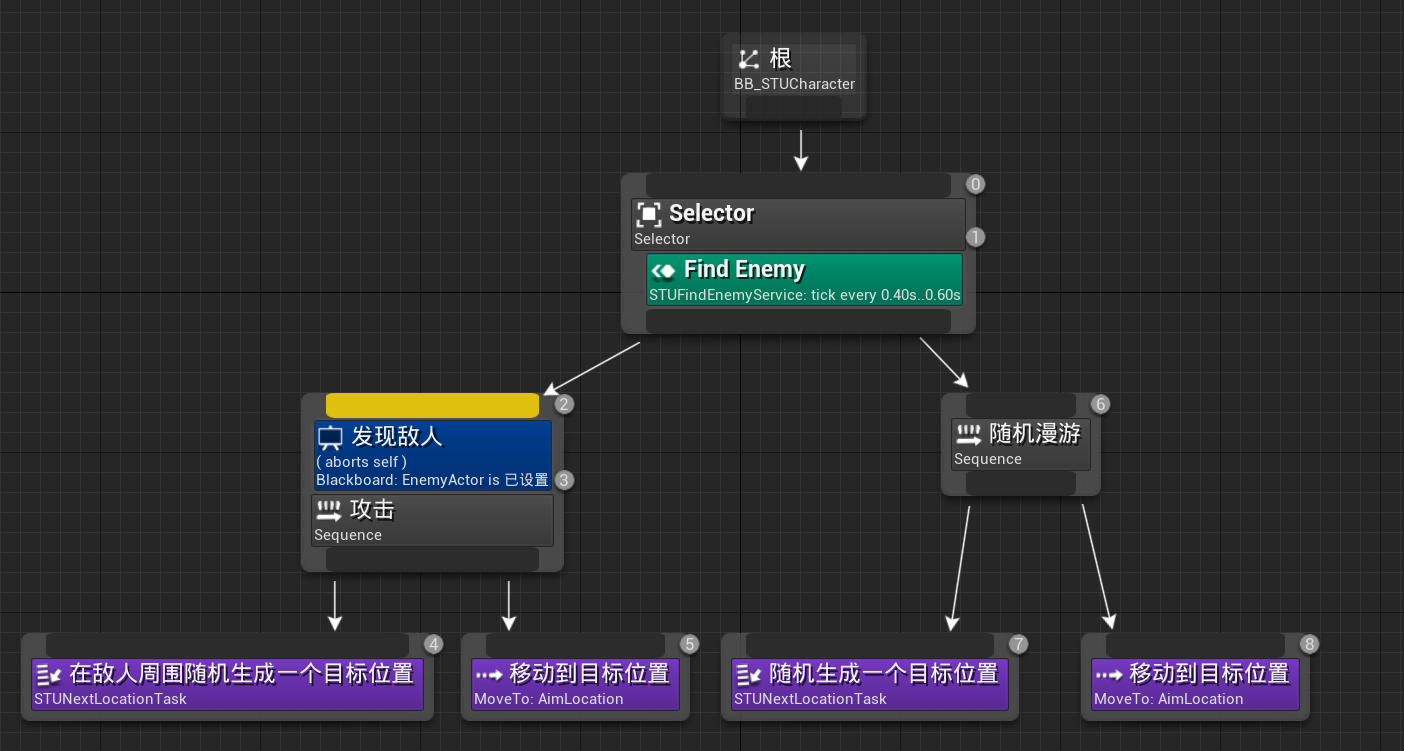 根
BB_STUCharacter
0
Selector
Selector
1
Find Enemy
STUFindEnemyService: tick every 0.40s..0.60s
2
发现敌人
( aborts self )
Blackboard: EnemyActor is 已设置
3
攻击
Sequence
6
随机漫游
Sequence
4
在敌人周围随机生成一个目标位置
STUNextLocationTask
5
移动到目标位置
MoveTo: AimLocation
7
随机生成一个目标位置
STUNextLocationTask
8
移动到目标位置
MoveTo: AimLocation